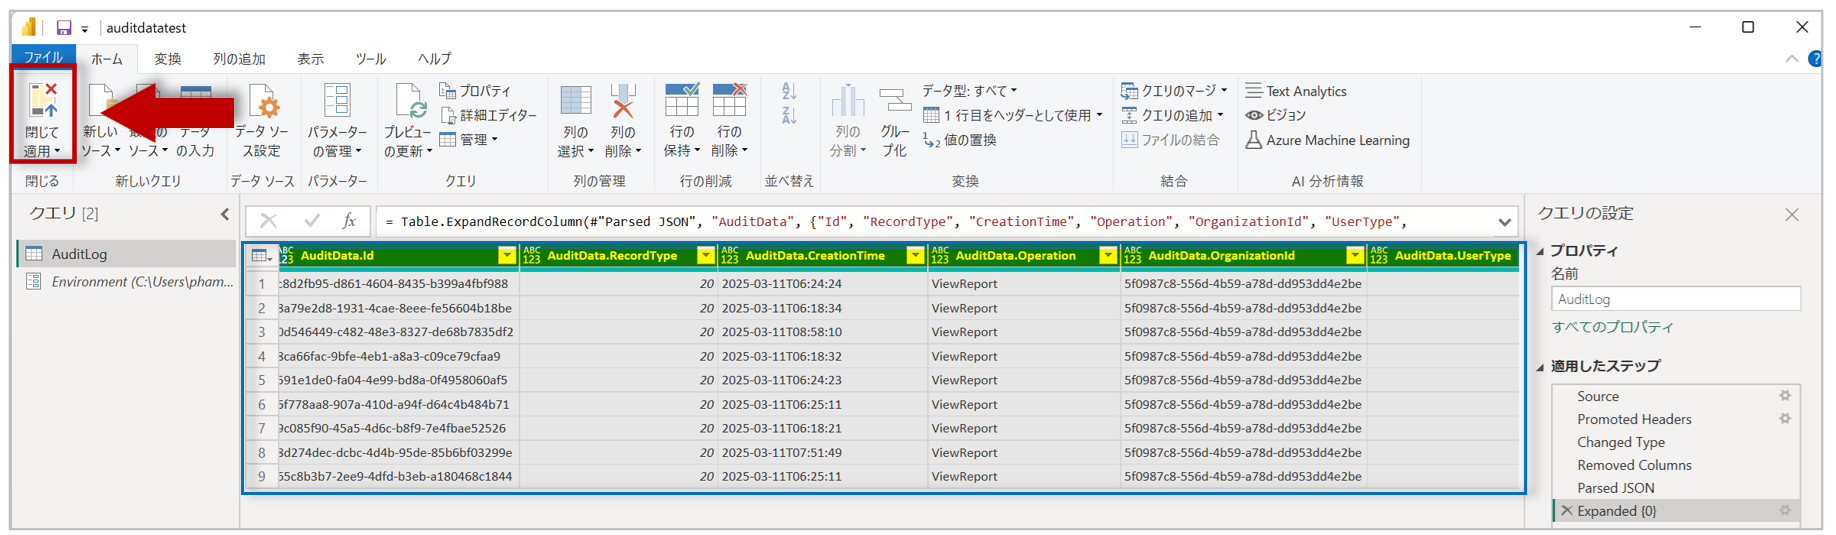 auditdatatest
ファイル ホーム 変換 列の追加 表示 ツール ヘルプ
閉じて
適用
新しい
ソース
ソース
データ
の入力
データ ソー
ス設定
パラメーター
の管理
プレビュー
の更新
プロパティ
詳細エディター
管理
列の
選択
列の
削除
行の
保持
行の
削除
列の
分割
グルー
プ化
データ型: すべて
1 行目をヘッダーとして使用
値の置換
クエリのマージ
クエリの追加
ファイルの結合
Text Analytics
ビジョン
Azure Machine Learning
閉じる 新しいクエリ データ ソース パラメーター クエリ 列の管理 行の削減 並べ替え 変換 結合 AI 分析情報
クエリ [2]
AuditLog
Environment (C:\Users\pham...
fx = Table.ExpandRecordColumn(#"Parsed JSON", "AuditData", {"Id", "RecordType", "CreationTime", "Operation", "OrganizationId", "UserType",
ABC 123 AuditData.Id ABC 123 AuditData.RecordType ABC 123 AuditData.CreationTime ABC 123 AuditData.Operation ABC 123 AuditData.OrganizationId ABC 123 AuditData.UserType
1 c8d2fb95-d861-4604-8435-b399a4fbf988 20 2025-03-11T06:24:24 ViewReport 5f0987c8-556d-4b59-a78d-dd953dd4e2be
2 3a79e2d8-1931-4cae-8eee-fe56604b18be 20 2025-03-11T06:18:34 ViewReport 5f0987c8-556d-4b59-a78d-dd953dd4e2be
3 0d546449-c482-48e3-8327-de68b7835df2 20 2025-03-11T08:58:10 ViewReport 5f0987c8-556d-4b59-a78d-dd953dd4e2be
4 3ca66fac-9bfe-4eb1-a8a3-c09ce79cfaa9 20 2025-03-11T06:18:32 ViewReport 5f0987c8-556d-4b59-a78d-dd953dd4e2be
5 591e1de0-fa04-4e99-bd8a-0f4958060af5 20 2025-03-11T06:24:23 ViewReport 5f0987c8-556d-4b59-a78d-dd953dd4e2be
6 5f778aa8-907a-410d-a94f-d64c4b484b71 20 2025-03-11T06:25:11 ViewReport 5f0987c8-556d-4b59-a78d-dd953dd4e2be
7 9c085f90-45a5-4d6c-b8f9-7e4fbae52526 20 2025-03-11T06:18:21 ViewReport 5f0987c8-556d-4b59-a78d-dd953dd4e2be
8 3d274dec-dcbc-4d4b-95de-85b6bf03299e 20 2025-03-11T07:51:49 ViewReport 5f0987c8-556d-4b59-a78d-dd953dd4e2be
9 55c8b3b7-2ee9-4dfd-b3eb-a180468c1844 20 2025-03-11T06:25:11 ViewReport 5f0987c8-556d-4b59-a78d-dd953dd4e2be
クエリの設定
プロパティ
名前
AuditLog
すべてのプロパティ
適用したステップ
Source
Promoted Headers
Changed Type
Removed Columns
Parsed JSON
Expanded {0}